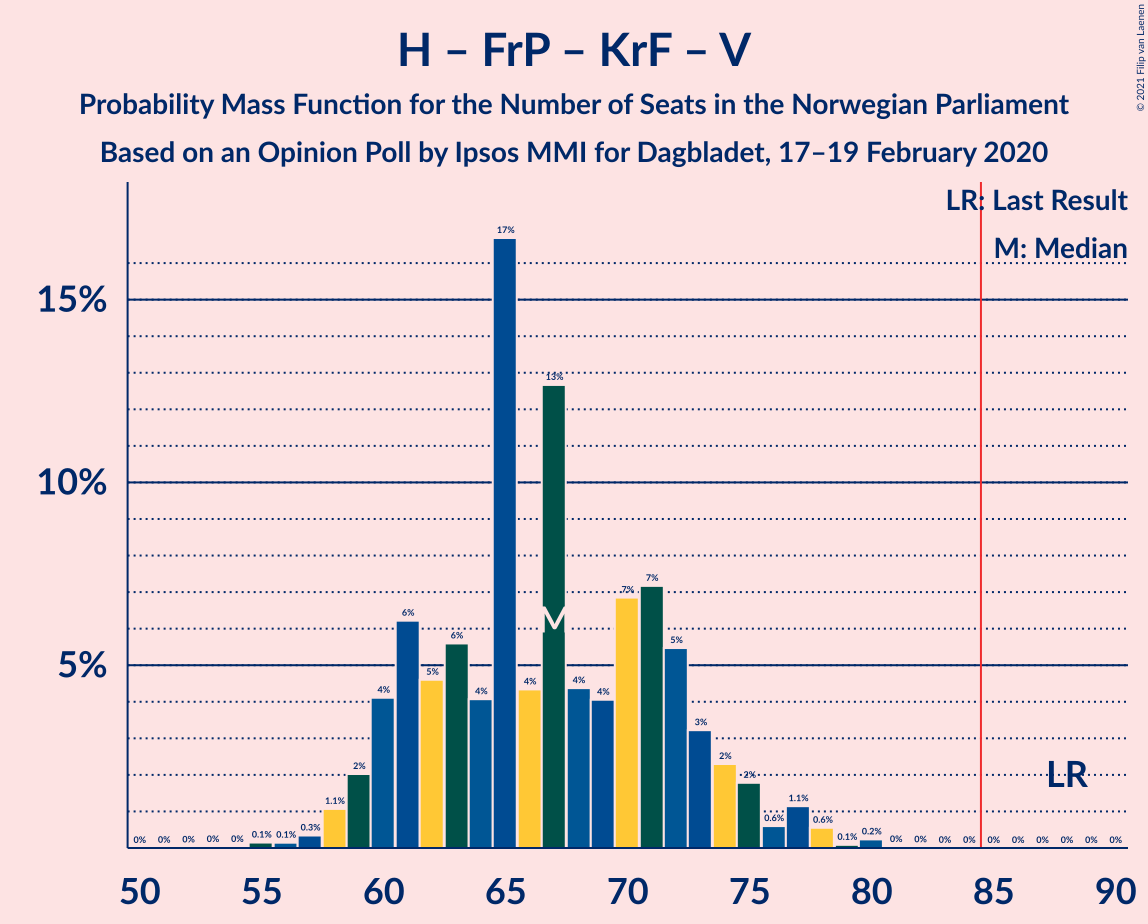 H – FrP – KrF – V
Probability Mass Function for the Number of Seats in the Norwegian Parliament
Based on an Opinion Poll by Ipsos MMI for Dagbladet, 17–19 February 2020
© 2021 Filip van Laenen
LR: Last Result
M: Median
15%
10%
5%
0% 0% 0% 0% 0% 0.1% 0.1% 0.3% 1.1% 2% 4% 6% 5% 6% 4% 17% 4% 13% 4% 4% 7% 7% 5% 3% 2% 2% 0.6% 1.1% 0.6% 0.1% 0.2% 0% 0% 0% 0% 0% 0% 0% 0% 0% 0%
M
LR
50 55 60 65 70 75 80 85 90